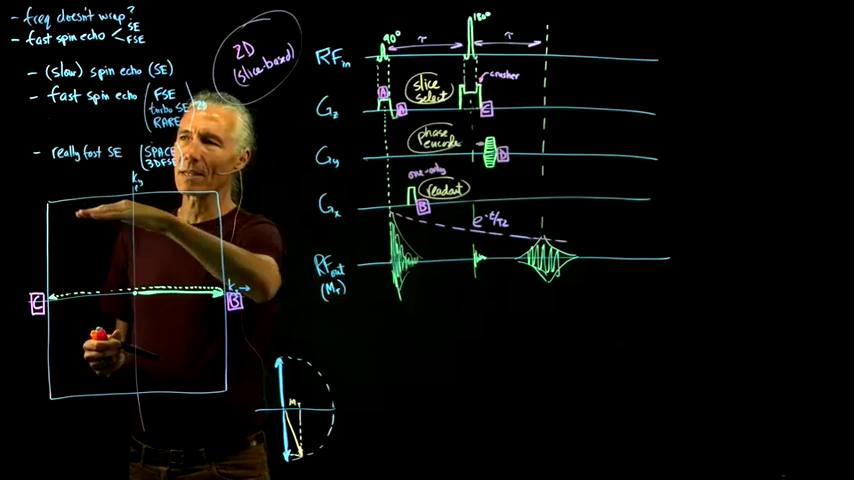 - freq doesn't wrap?
- fast spin echo < SE
FSE
- (slow) spin echo (SE)
- fast spin echo (FSE
turbo SE
RARE)
- really fast SE (SPACE
3DFSE)
2D
(slice-based)
RFin
90°
τ
180°
τ
Gz
A
A
slice
select
crusher
C
Gy
phase
encode
D
Gx
one-only
readout
B
e^-t/T2
RFout
(MT)
ky
C
B
MT